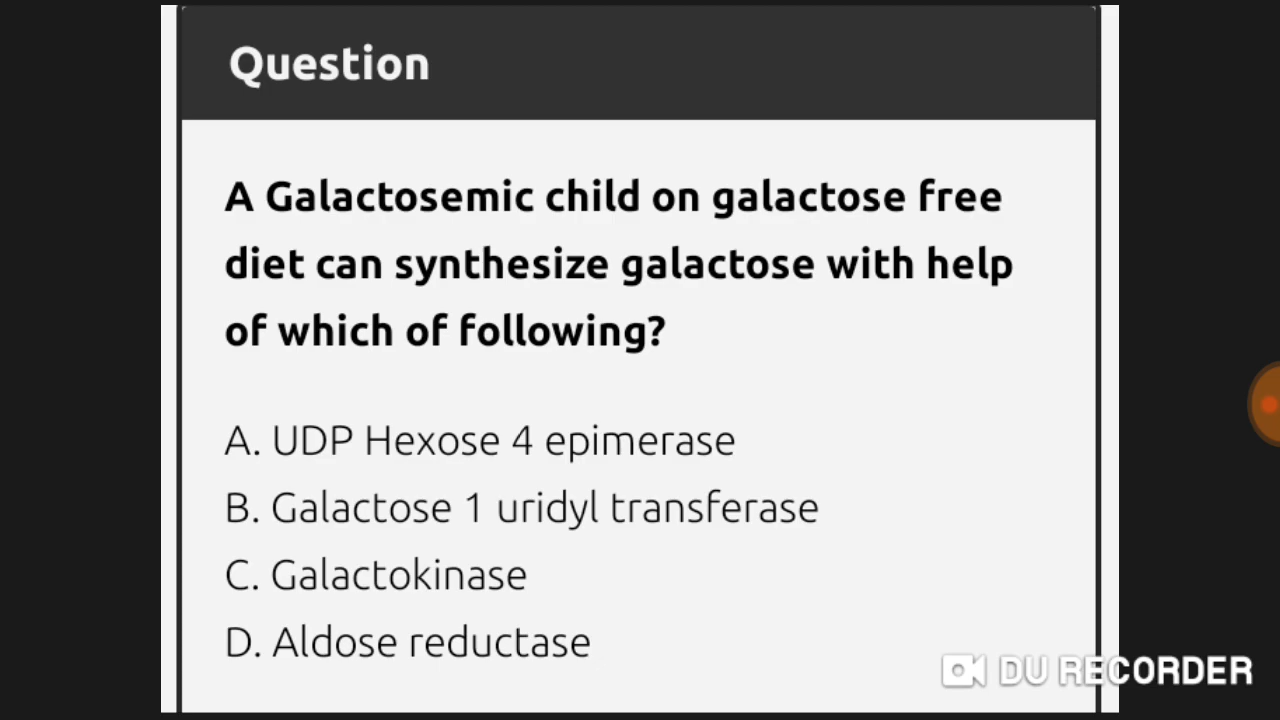 Question
A Galactosemic child on galactose free
diet can synthesize galactose with help
of which of following?
A. UDP Hexose 4 epimerase
B. Galactose 1 uridyl transferase
C. Galactokinase
D. Aldose reductase
DU RECORDER